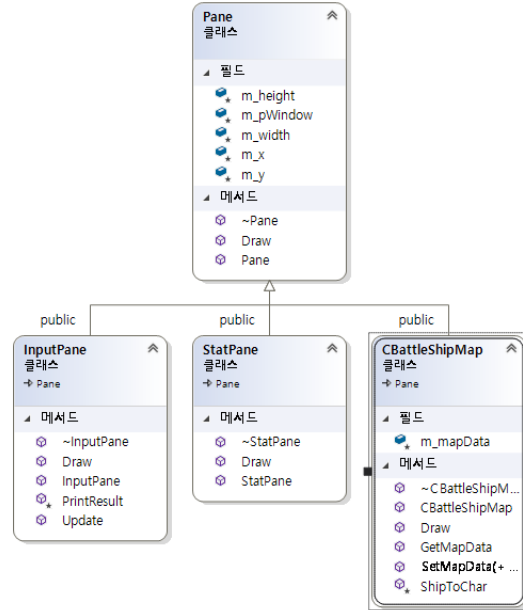 Pane
클래스
필드
m_height
m_pWindow
m_width
m_x
m_y
메서드
~Pane
Draw
Pane
public
public
public
InputPane
클래스
Pane
메서드
~InputPane
Draw
InputPane
PrintResult
Update
StatPane
클래스
Pane
메서드
~StatPane
Draw
StatPane
CBattleShipMap
클래스
Pane
필드
m_mapData
메서드
~CBattleShipM...
CBattleShipMap
Draw
GetMapData
SetMapData(+ ...
ShipToChar